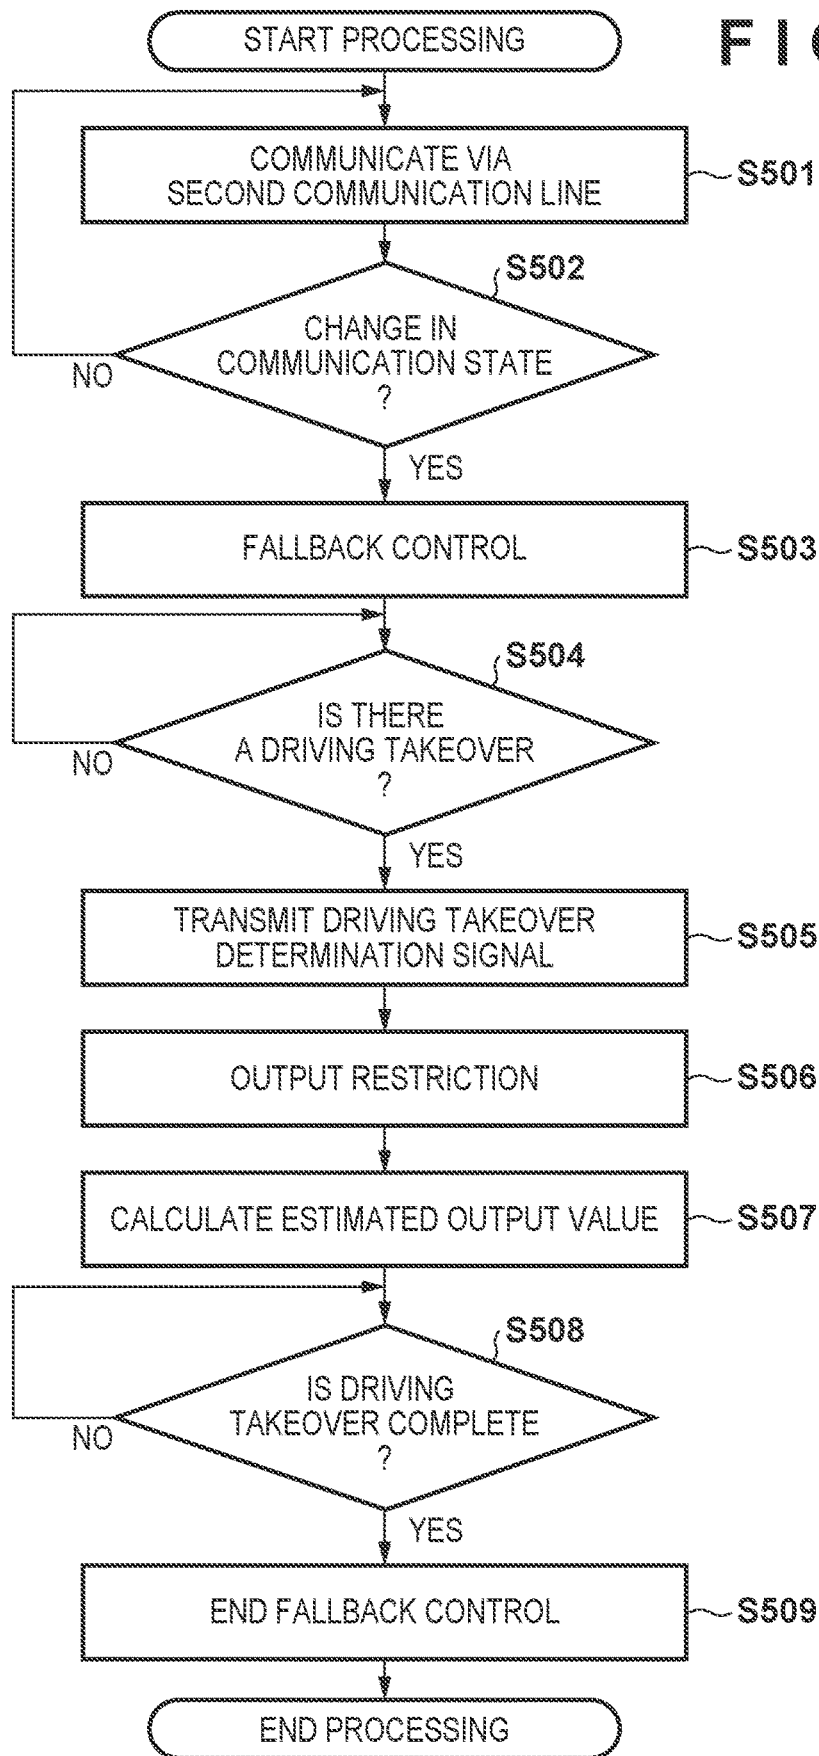 START PROCESSING
F I
COMMUNICATE VIA
SECOND COMMUNICATION LINE
S501
S502
CHANGE IN
COMMUNICATION STATE
?
NO
YES
FALLBACK CONTROL
S503
S504
IS THERE
A DRIVING TAKEOVER
?
NO
YES
TRANSMIT DRIVING TAKEOVER
DETERMINATION SIGNAL
S505
OUTPUT RESTRICTION
S506
CALCULATE ESTIMATED OUTPUT VALUE
S507
S508
IS DRIVING
TAKEOVER COMPLETE
?
NO
YES
END FALLBACK CONTROL
S509
END PROCESSING